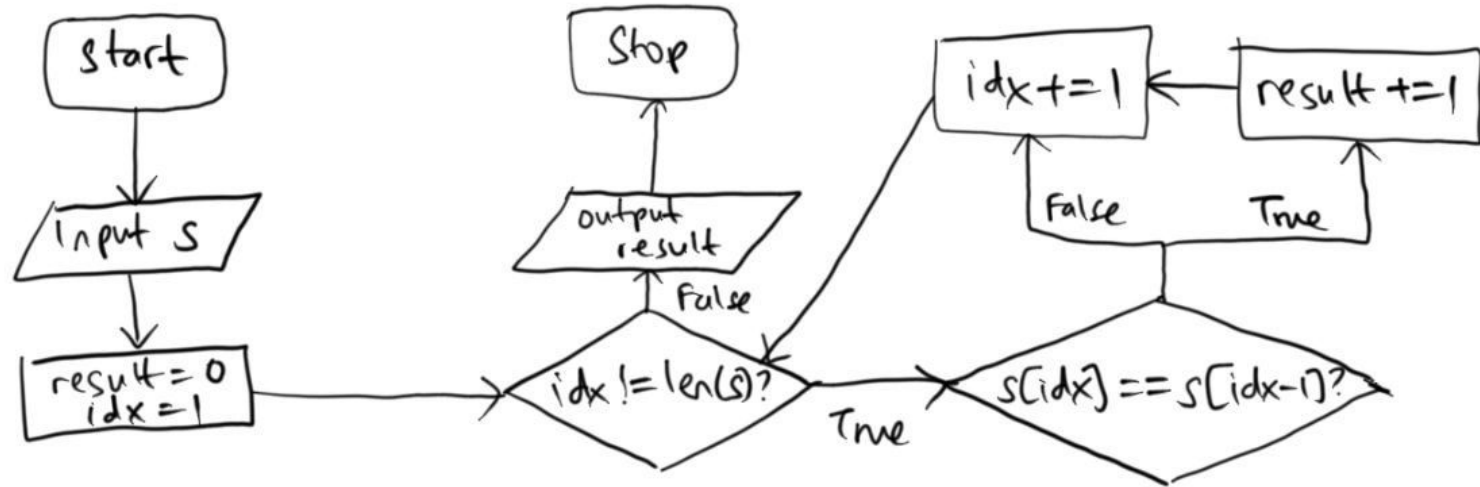 start
input s
result = 0
idx = 1
idx != len(s)?
False
output
result
Stop
True
s[idx] == s[idx-1]?
False
True
result += 1
idx += 1